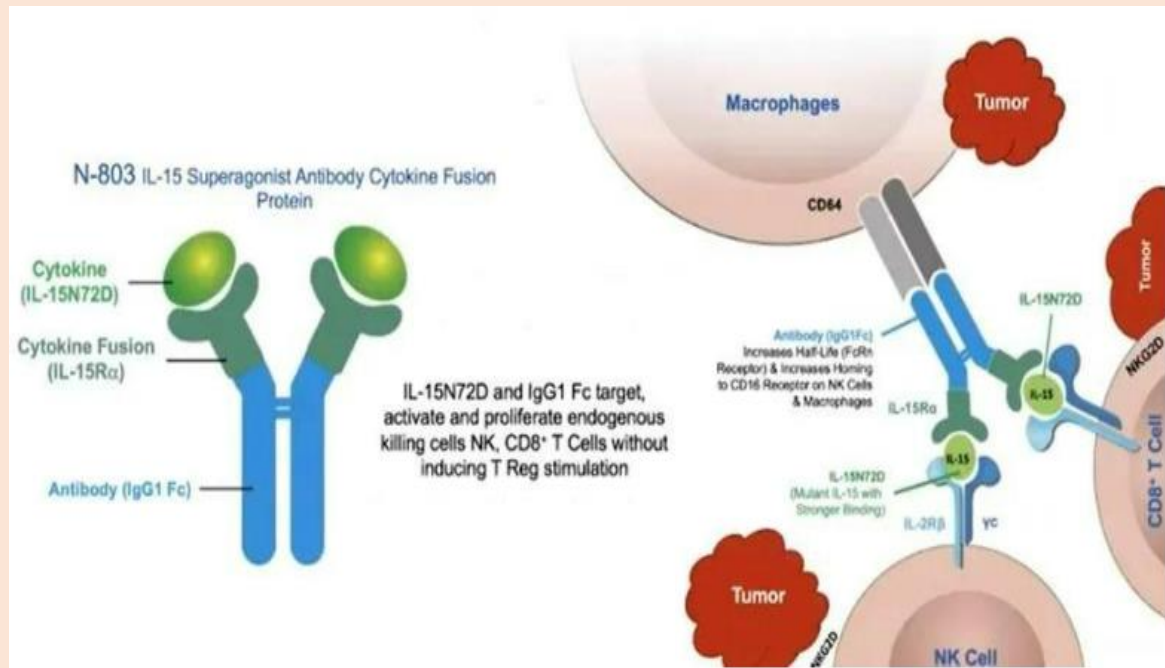 N-803 IL-15 Superagonist Antibody Cytokine Fusion
Protein
Cytokine
(IL-15N72D)
Cytokine Fusion
(IL-15Rα)
Antibody (IgG1 Fc)
IL-15N72D and IgG1 Fc target,
activate and proliferate endogenous
killing cells NK, CD8⁺ T Cells without
inducing T Reg stimulation
Macrophages
Tumor
CD64
Tumor
IL-15N72D
NKG2D
Antibody (IgG1Fc)
Increases Half-Life (FcRn
Receptor) & Increases Homing
to CD16 Receptor on NK Cells
& Macrophages
IL-15
IL-15Rα
CD8⁺ T Cell
IL-15
IL-15N72D
(Mutant IL-15 with
Stronger Binding)
IL-2Rβ
γc
Tumor
NKG2D
NK Cell